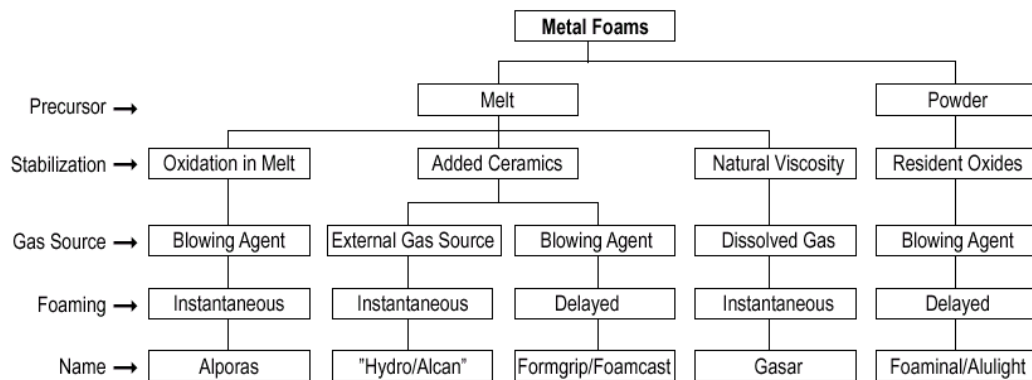 Metal Foams
Precursor → Melt Powder
Stabilization → Oxidation in Melt Added Ceramics Natural Viscosity Resident Oxides
Gas Source → Blowing Agent External Gas Source Blowing Agent Dissolved Gas Blowing Agent
Foaming → Instantaneous Instantaneous Delayed Instantaneous Delayed
Name → Alporas ”Hydro/Alcan” Formgrip/Foamcast Gasar Foaminal/Alulight